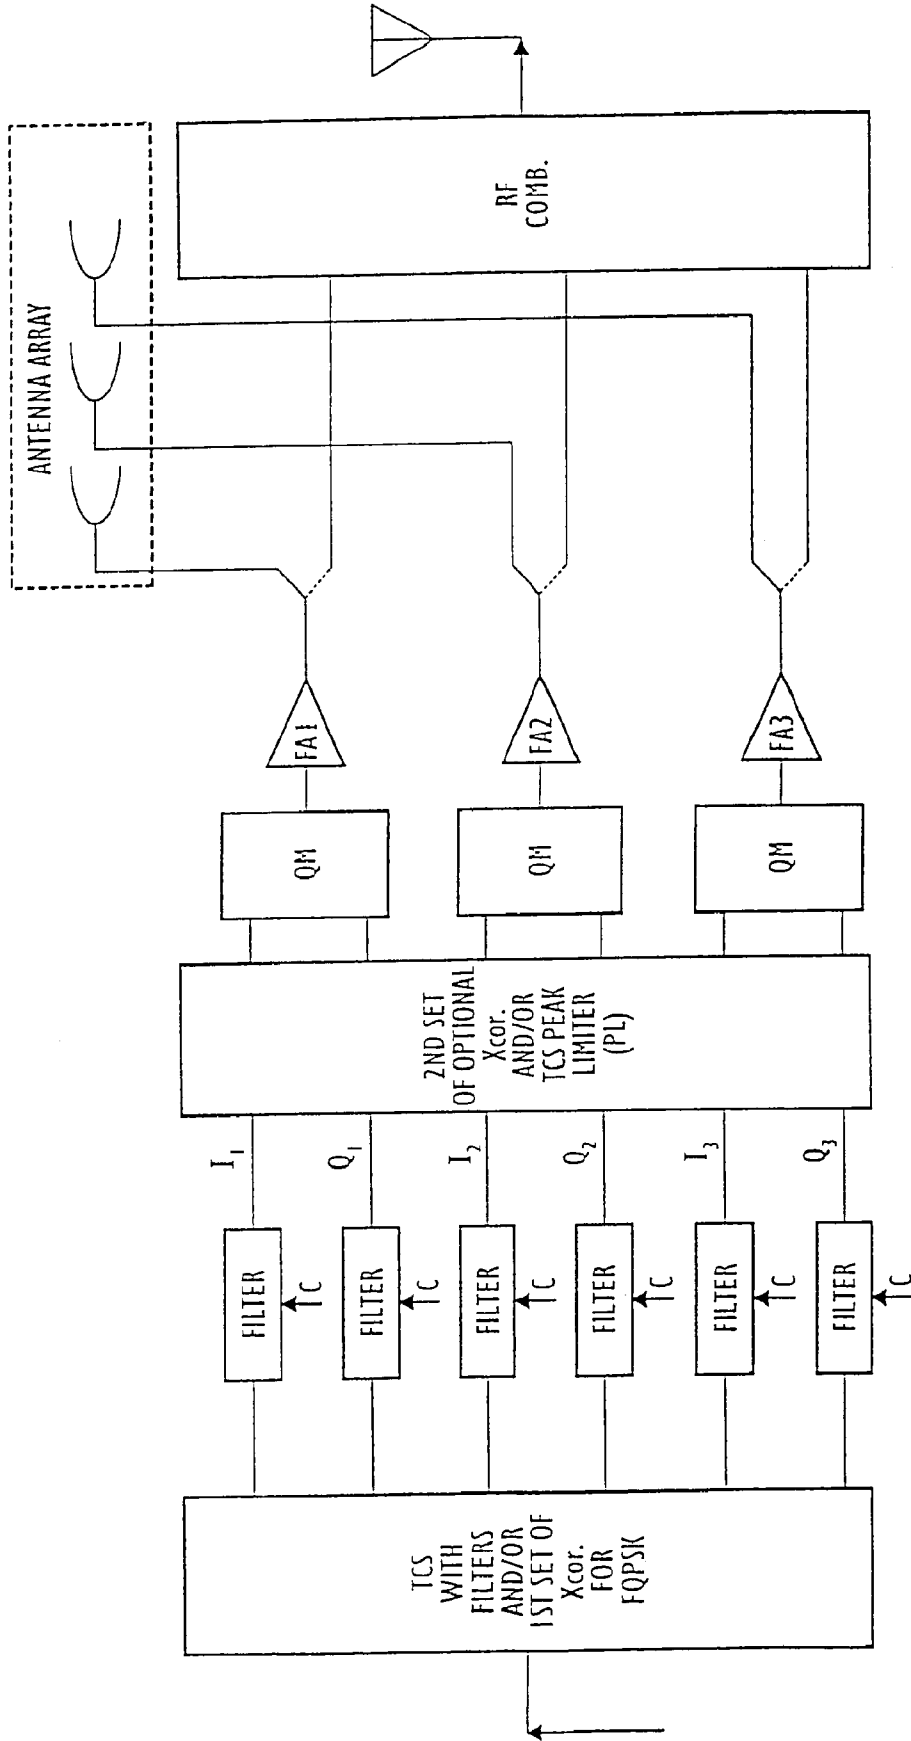 ANTENNA ARRAY
TCS
WITH
FILTERS
AND/OR
1ST SET OF
Xcor.
FOR
FQPSK
FILTER
C
I1
FILTER
C
Q1
FILTER
C
I2
FILTER
C
Q2
FILTER
C
I3
FILTER
C
Q3
2ND SET
OF OPTIONAL
Xcor.
AND/OR
TCS PEAK
LIMITER
(PL)
QM
FA1
QM
FA2
QM
FA3
RF
COMB.